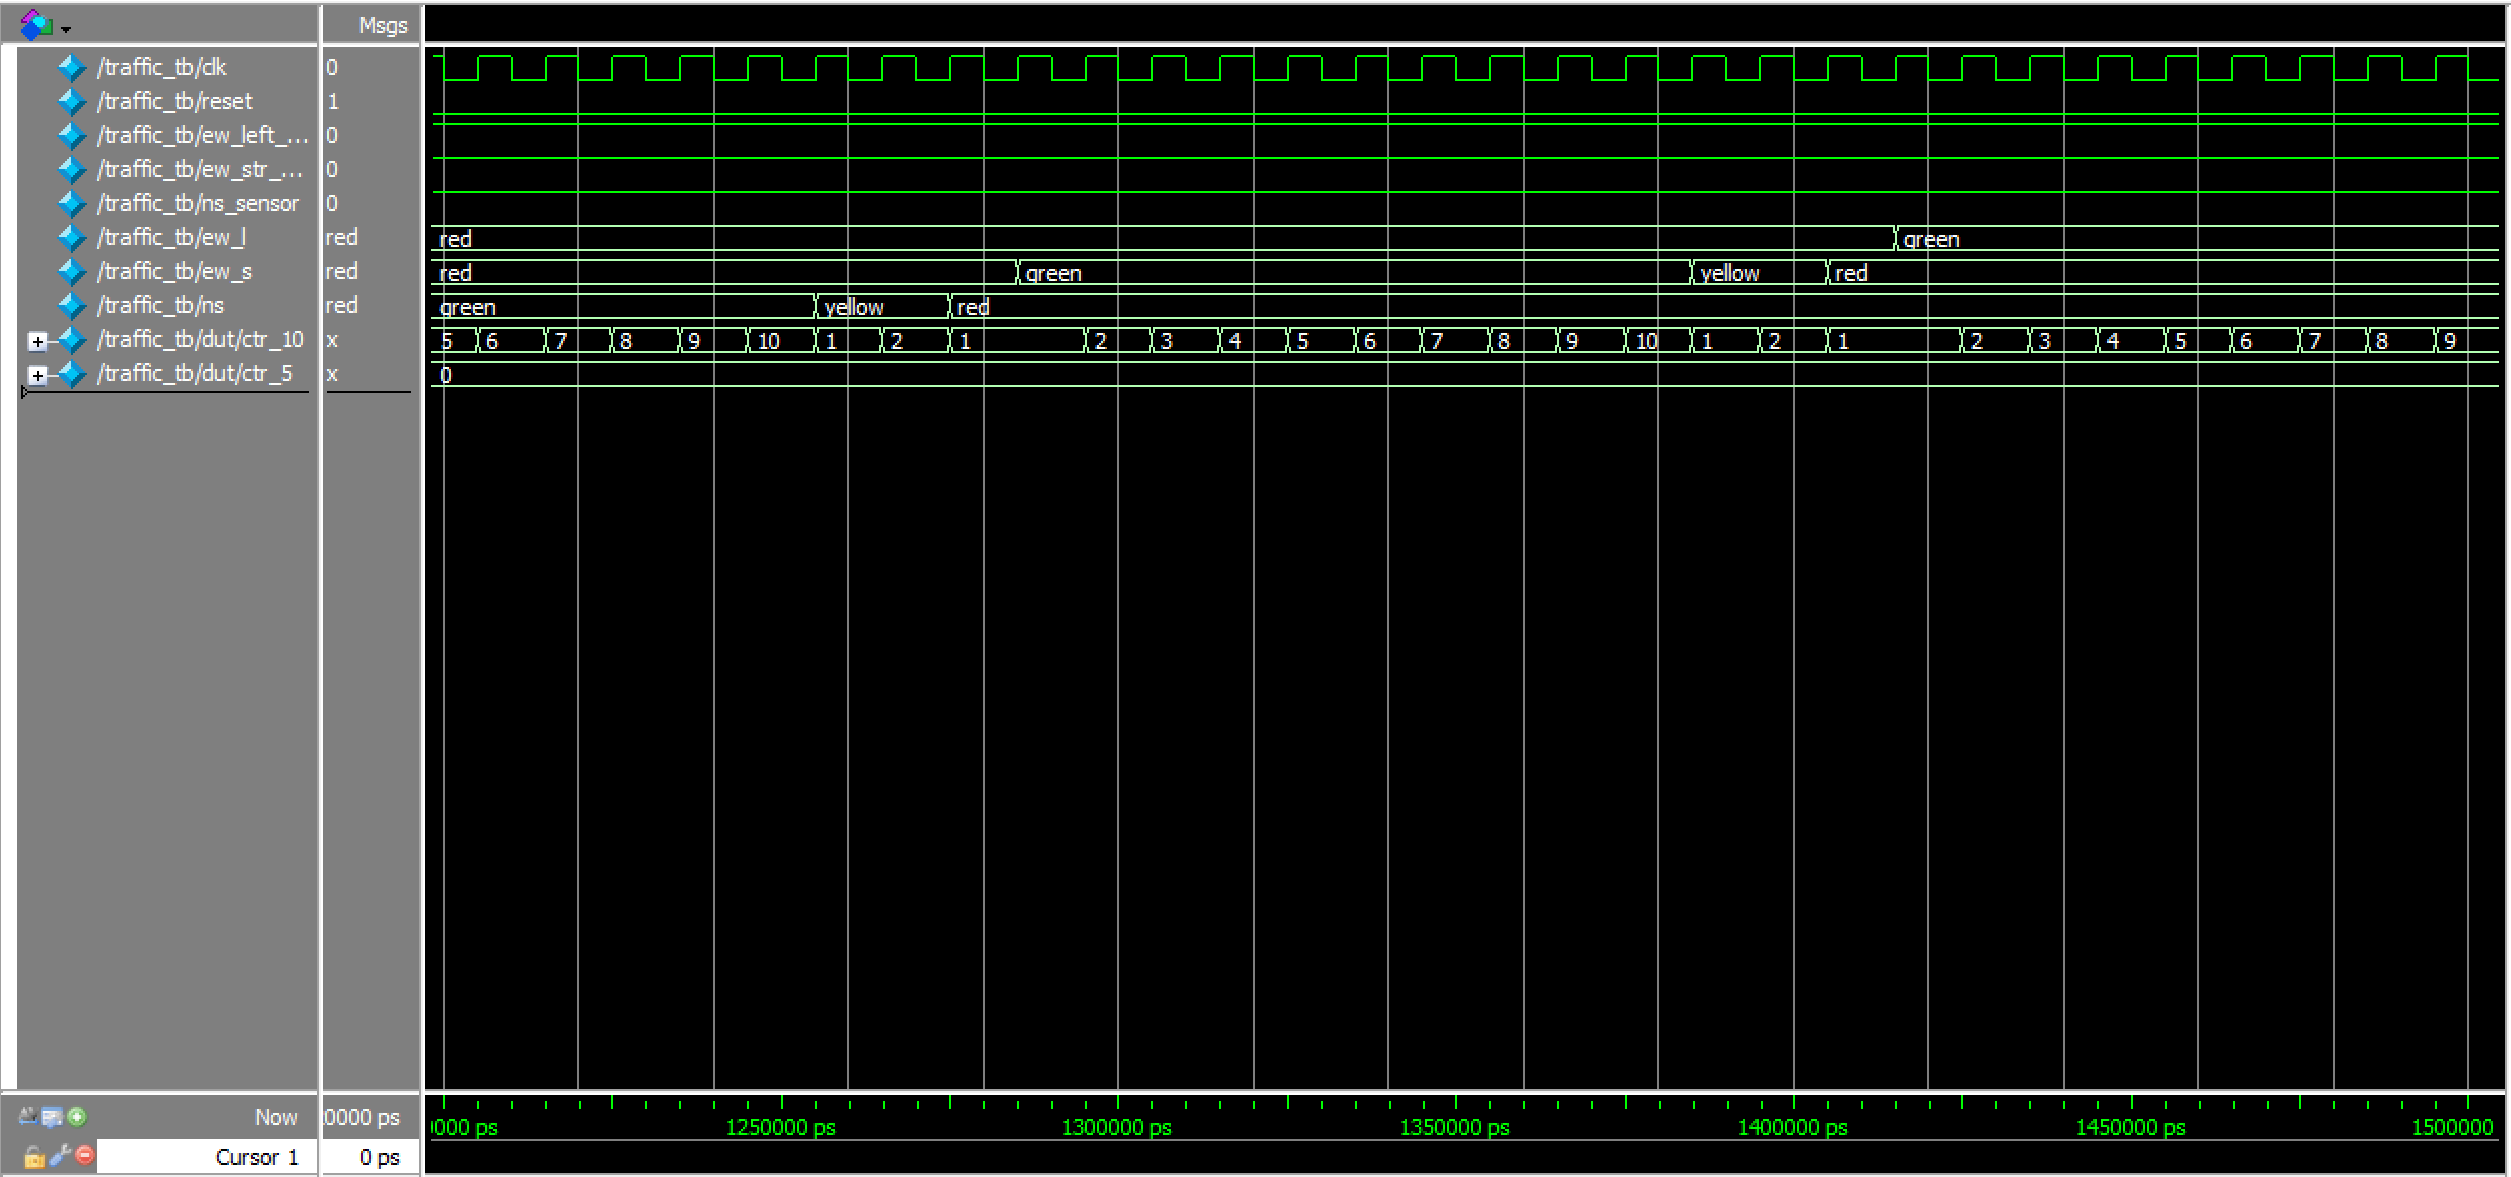 Msgs
/traffic_tb/clk 0
/traffic_tb/reset 1
/traffic_tb/ew_left_... 0
/traffic_tb/ew_str_... 0
/traffic_tb/ns_sensor 0
/traffic_tb/ew_l red red green
/traffic_tb/ew_s red red green yellow red
/traffic_tb/ns red green yellow red
/traffic_tb/dut/ctr_10 x 5 6 7 8 9 10 1 2 1 2 3 4 5 6 7 8 9 10 1 2 1 2 3 4 5 6 7 8 9
/traffic_tb/dut/ctr_5 x 0
Now 0000 ps 0000 ps 1250000 ps 1300000 ps 1350000 ps 1400000 ps 1450000 ps 1500000
Cursor 1 0 ps